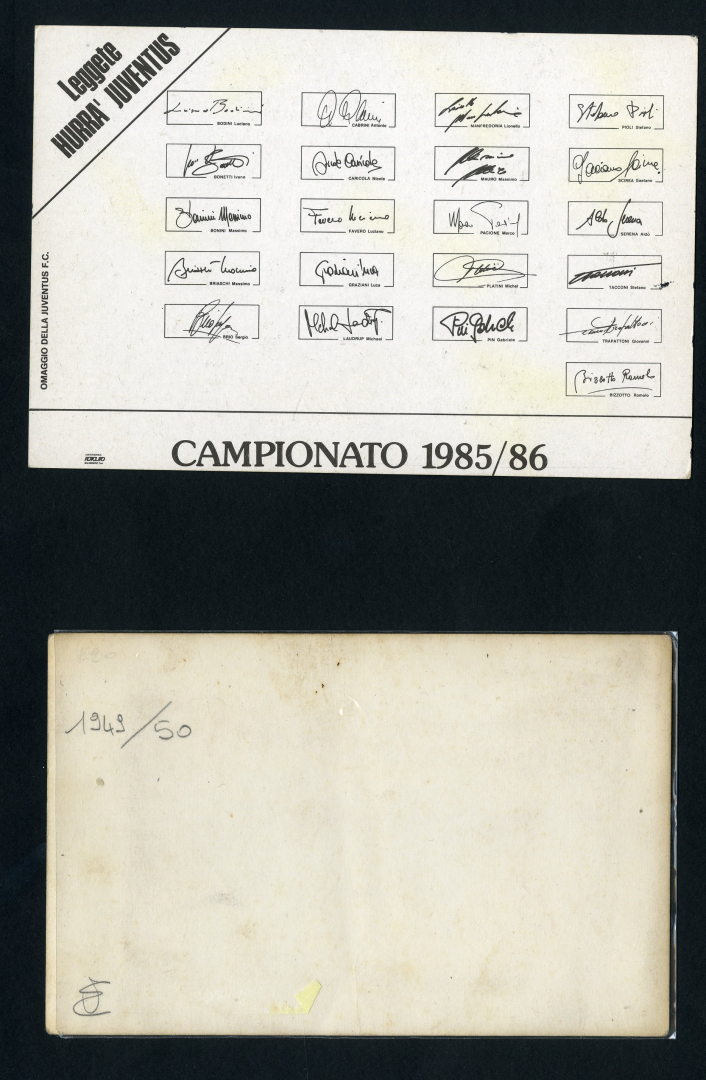 Leggete
HURRA' JUVENTUS
OMAGGIO DELLA JUVENTUS F.C.
BODINI Luciano
CABRINI Antonio
MANFREDONIA Lionello
PIOLI Stefano
BONETTI Ivano
CARICOLA Nicola
MAURO Massimo
SCIREA Gaetano
BONINI Massimo
FAVERO Luciano
PACIONE Marco
SERENA Aldo
BRIASCHI Massimo
GRAZIANI Luca
PLATINI Michel
TACCONI Stefano
BRIO Sergio
LAUDRUP Michael
PIN Gabriele
TRAPATTONI Giovanni
BIZZOTTO Romolo
CAMPIONATO 1985/86
1949/50